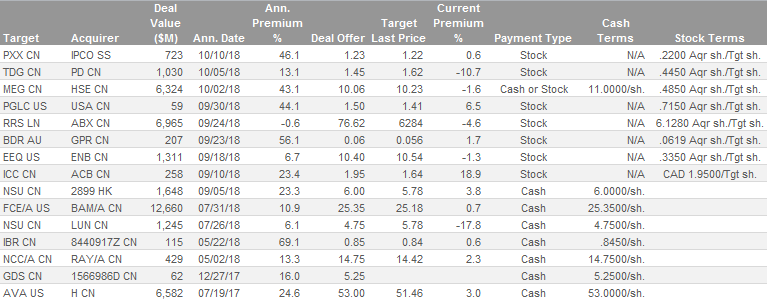 Deal Ann. Target Current
Value Premium Premium Cash
Target Acquirer ($M) Ann. Date % Deal Offer Last Price % Payment Type Terms Stock Terms
PXX CN IPCO SS 723 10/10/18 46.1 1.23 1.22 0.6 Stock N/A .2200 Aqr sh./Tgt sh.
TDG CN PD CN 1,030 10/05/18 13.1 1.45 1.62 -10.7 Stock N/A .4450 Aqr sh./Tgt sh.
MEG CN HSE CN 6,324 10/02/18 43.1 10.06 10.23 -1.6 Cash or Stock 11.0000/sh. .4850 Aqr sh./Tgt sh.
PGLC US USA CN 59 09/30/18 44.1 1.50 1.41 6.5 Stock N/A .7150 Aqr sh./Tgt sh.
RRS LN ABX CN 6,965 09/24/18 -0.6 76.62 6284 -4.6 Stock N/A 6.1280 Aqr sh./Tgt sh.
BDR AU GPR CN 207 09/23/18 56.1 0.06 0.056 1.7 Stock N/A .0619 Aqr sh./Tgt sh.
EEQ US ENB CN 1,311 09/18/18 6.7 10.40 10.54 -1.3 Stock N/A .3350 Aqr sh./Tgt sh.
ICC CN ACB CN 258 09/10/18 23.4 1.95 1.64 18.9 Stock N/A CAD 1.9500/Tgt sh.
NSU CN 2899 HK 1,648 09/05/18 23.3 6.00 5.78 3.8 Cash 6.0000/sh.
FCE/A US BAM/A CN 12,660 07/31/18 10.9 25.35 25.18 0.7 Cash 25.3500/sh.
NSU CN LUN CN 1,245 07/26/18 6.1 4.75 5.78 -17.8 Cash 4.7500/sh.
IBR CN 8440917Z CN 115 05/22/18 69.1 0.85 0.84 0.6 Cash .8450/sh.
NCC/A CN RAY/A CN 429 05/02/18 13.3 14.75 14.42 2.3 Cash 14.7500/sh.
GDS CN 1566986D CN 62 12/27/17 16.0 5.25 Cash 5.2500/sh.
AVA US H CN 6,582 07/19/17 24.6 53.00 51.46 3.0 Cash 53.0000/sh.